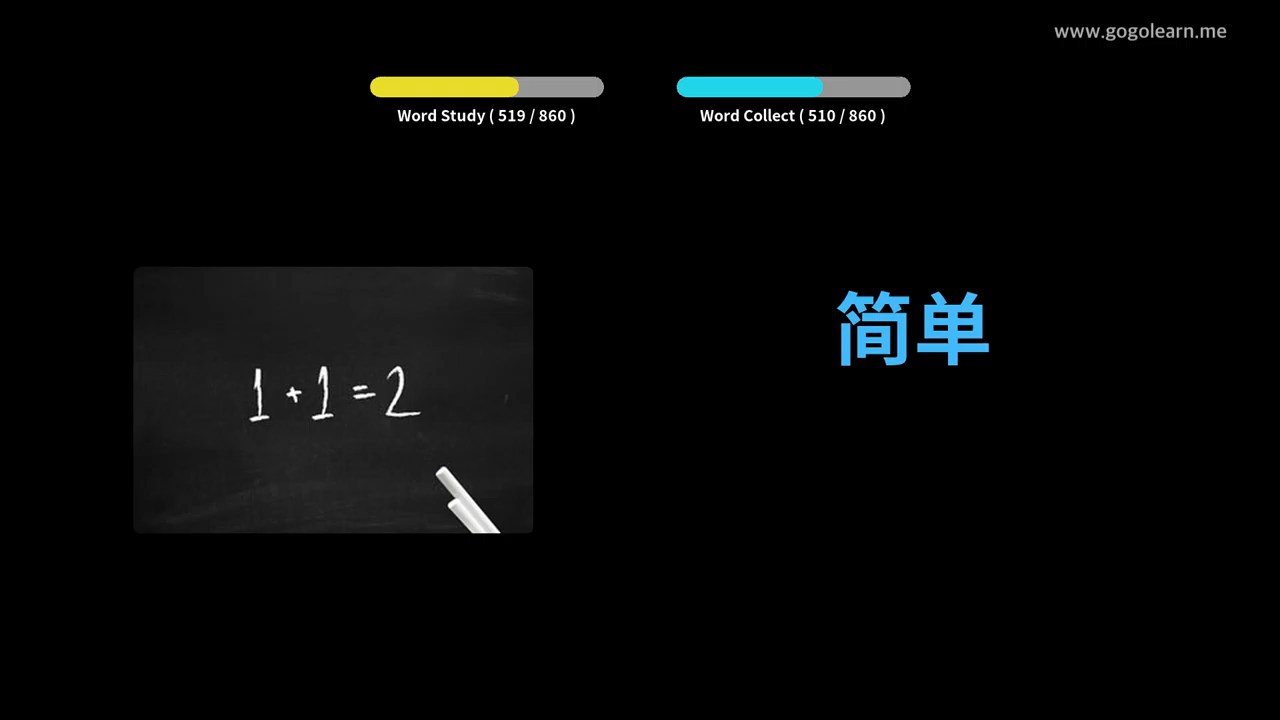 www.gogolearn.me
Word Study ( 519 / 860 )
Word Collect ( 510 / 860 )
简单
1 + 1 = 2